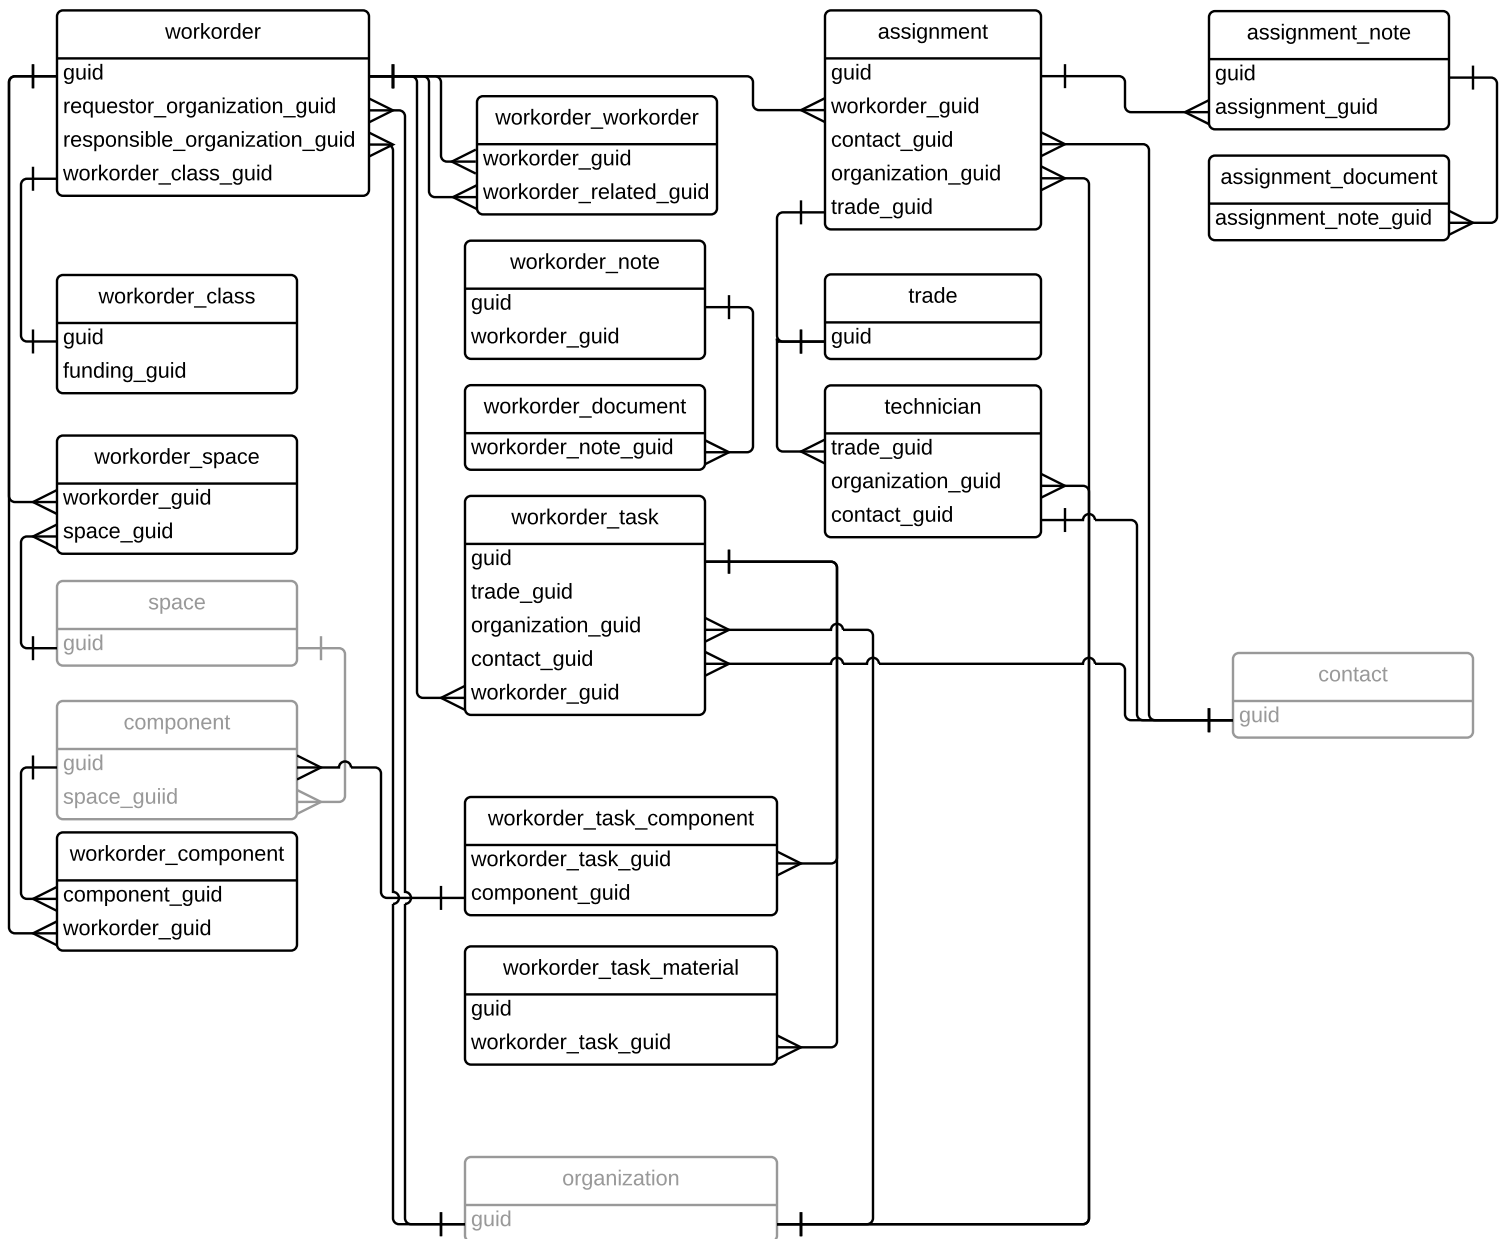 workorder
guid
requestor_organization_guid
responsible_organization_guid
workorder_class_guid
workorder_class
guid
funding_guid
workorder_space
workorder_guid
space_guid
space
guid
component
guid
space_guiid
workorder_component
component_guid
workorder_guid
workorder_workorder
workorder_guid
workorder_related_guid
workorder_note
guid
workorder_guid
workorder_document
workorder_note_guid
workorder_task
guid
trade_guid
organization_guid
contact_guid
workorder_guid
workorder_task_component
workorder_task_guid
component_guid
workorder_task_material
guid
workorder_task_guid
organization
guid
assignment
guid
workorder_guid
contact_guid
organization_guid
trade_guid
trade
guid
technician
trade_guid
organization_guid
contact_guid
assignment_note
guid
assignment_guid
assignment_document
assignment_note_guid
contact
guid